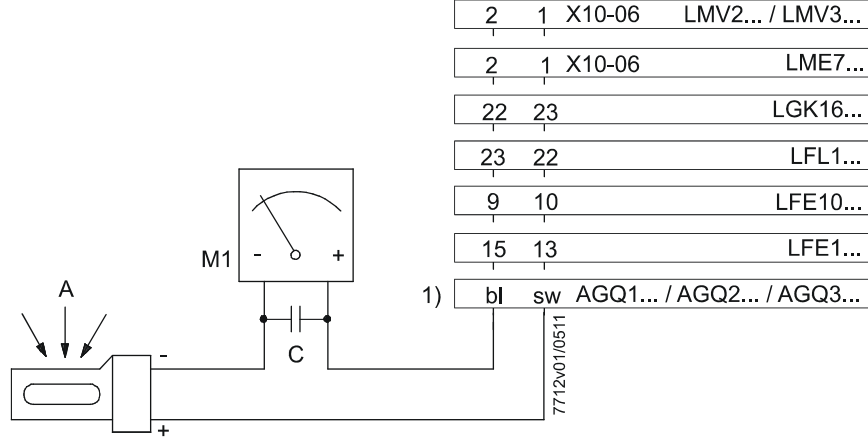 2 1 X10-06 LMV2... / LMV3...
2 1 X10-06 LME7...
22 23 LGK16...
23 22 LFL1...
9 10 LFE10...
15 13 LFE1...
1) bl sw AGQ1... / AGQ2... / AGQ3...
M1 - +
A
C
7712v01/0511
-
+